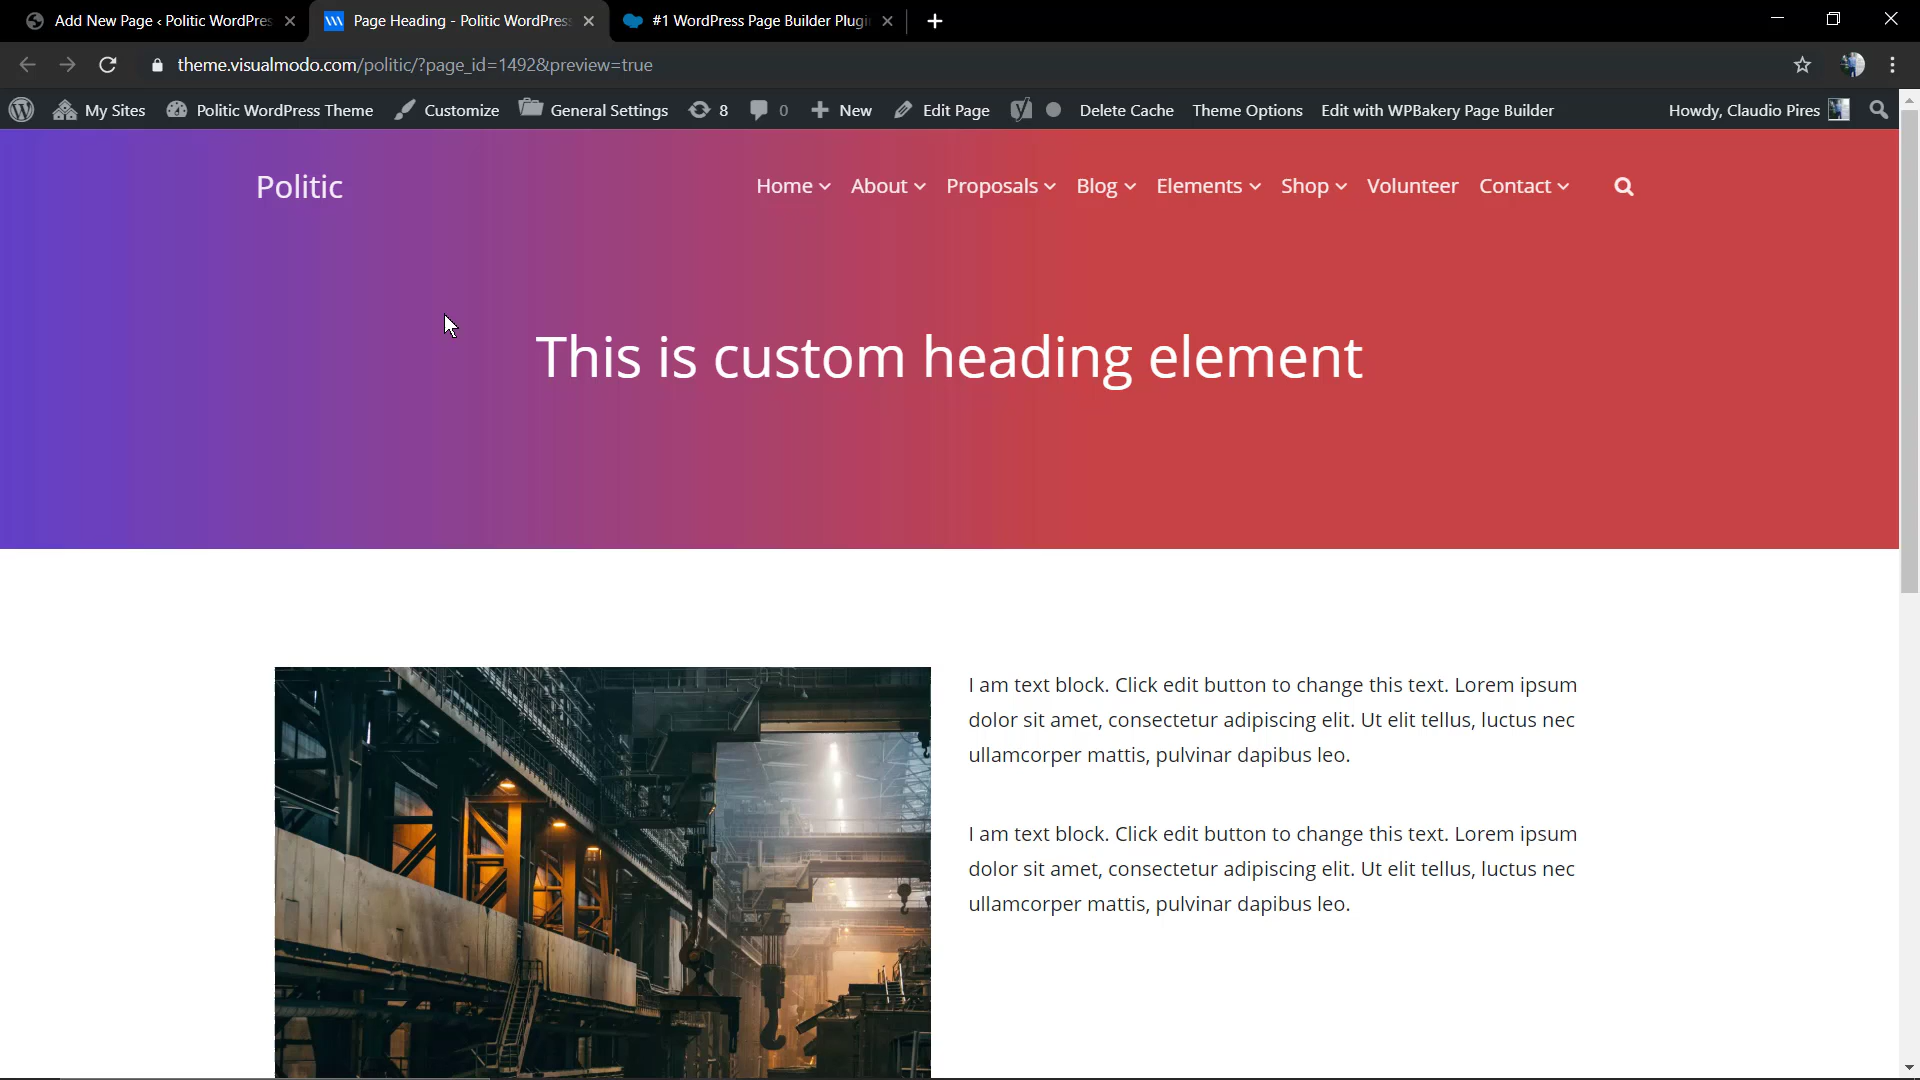 Add New Page ‹ Politic WordPres
Page Heading - Politic WordPress
#1 WordPress Page Builder Plugi
theme.visualmodo.com/politic/?page_id=1492&preview=true
My Sites
Politic WordPress Theme
Customize
General Settings
8
0
New
Edit Page
Delete Cache
Theme Options
Edit with WPBakery Page Builder
Howdy, Claudio Pires
Politic
Home
About
Proposals
Blog
Elements
Shop
Volunteer
Contact
This is custom heading element
I am text block. Click edit button to change this text. Lorem ipsum
dolor sit amet, consectetur adipiscing elit. Ut elit tellus, luctus nec
ullamcorper mattis, pulvinar dapibus leo.
I am text block. Click edit button to change this text. Lorem ipsum
dolor sit amet, consectetur adipiscing elit. Ut elit tellus, luctus nec
ullamcorper mattis, pulvinar dapibus leo.